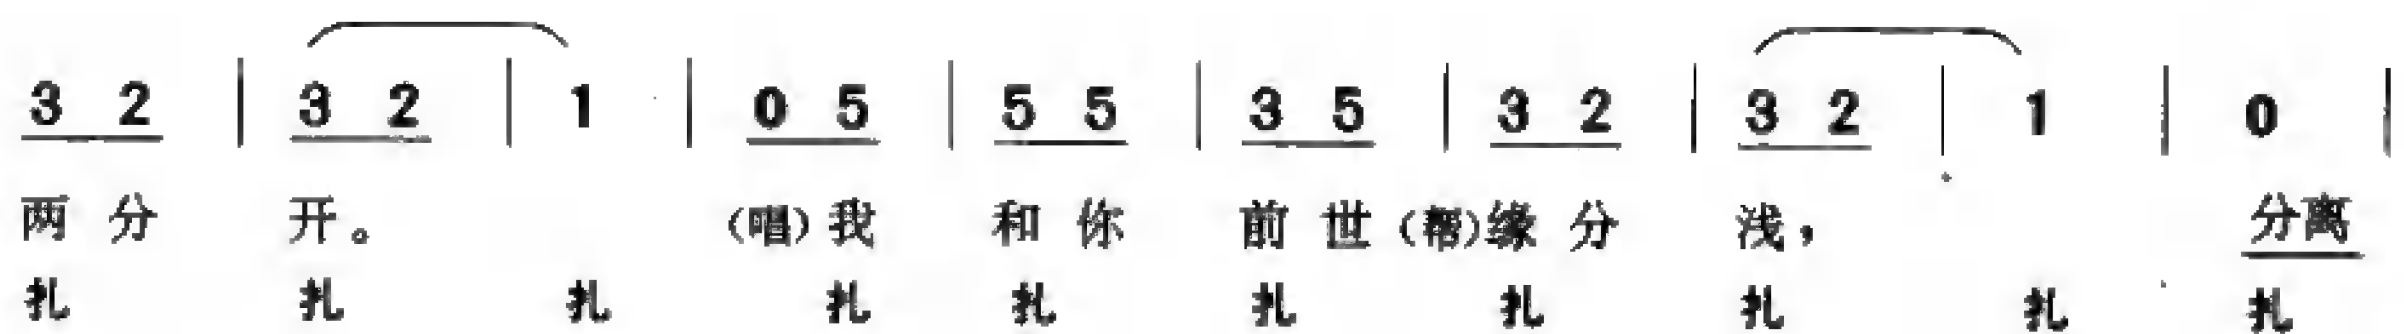 3 2 | 3 2 | 1 | 0 5 | 5 5 | 3 5 | 3 2 | 3 2 | 1 | 0 |
两 分 开。 (唱) 我 和 你 前 世 (帮) 缘 分 浅， 分离
扎 扎 扎 扎 扎 扎 扎 扎 扎 扎